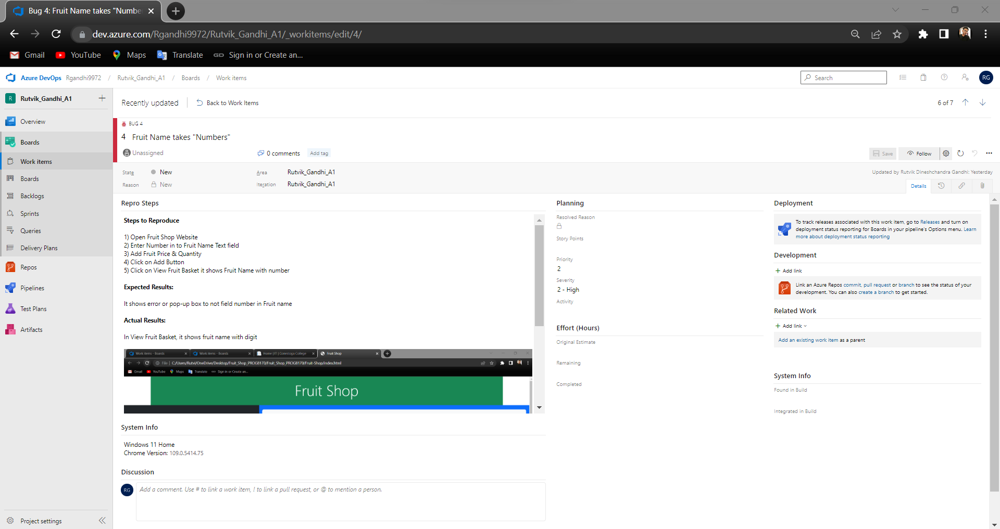 Bug 4: Fruit Name takes "Numbe
dev.azure.com/Rgandhi9972/Rutvik_Gandhi_A1/_workitems/edit/4/
Gmail YouTube Maps Translate GD Sign in or Create an...
Azure DevOps Rgandhi9972 / Rutvik_Gandhi_A1 / Boards / Work items
Search
RG
R Rutvik_Gandhi_A1
Overview
Boards
Work items
Boards
Backlogs
Sprints
Queries
Delivery Plans
Repos
Pipelines
Test Plans
Artifacts
Project settings
Recently updated Back to Work Items
6 of 7
BUG 4
4 Fruit Name takes "Numbers"
Unassigned 0 comments Add tag
Save Follow
State New
Reason New
Area Rutvik_Gandhi_A1
Iteration Rutvik_Gandhi_A1
Updated by Rutvik Dineshchandra Gandhi: Yesterday
Details
Repro Steps
Steps to Reproduce
1) Open Fruit Shop Website
2) Enter Number in to Fruit Name Text field
3) Add Fruit Price & Quantity
4) Click on Add Button
5) Click on View Fruit Basket it shows Fruit Name with number
Expected Results:
It shows error or pop-up box to not field number in Fruit name
Actual Results:
In View Fruit Basket, it shows fruit name with digit
Work items - Boards Work items - Boards Home | IT | Conestoga College Fruit Shop
File | C:/Users/Rutvi/OneDrive/Desktop/Fruit_Shop_PROG8170/Fruit_Shop_PROG8170/Fruit-Shop/index.html
Gmail YouTube Maps Translate GD Sign in or Create an...
Fruit Shop
System Info
Windows 11 Home
Chrome Version: 109.0.5414.75
Discussion
RG
Add a comment. Use # to link a work item, ! to link a pull request, or @ to mention a person.
Planning
Resolved Reason
Story Points
Priority
2
Severity
2 - High
Activity
Effort (Hours)
Original Estimate
Remaining
Completed
Deployment
To track releases associated with this work item, go to Releases and turn on
deployment status reporting for Boards in your pipeline's Options menu. Learn
more about deployment status reporting
Development
Add link
Link an Azure Repos commit, pull request or branch to see the status of your
development. You can also create a branch to get started.
Related Work
Add link
Add an existing work item as a parent
System Info
Found in Build
Integrated in Build